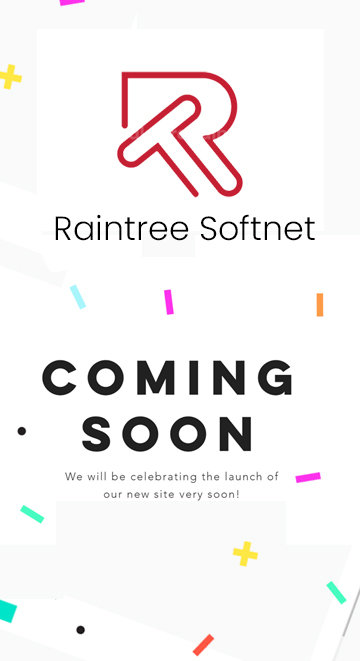 Raintree Softnet
COMING
SOON
We will be celebrating the launch of
our new site very soon!